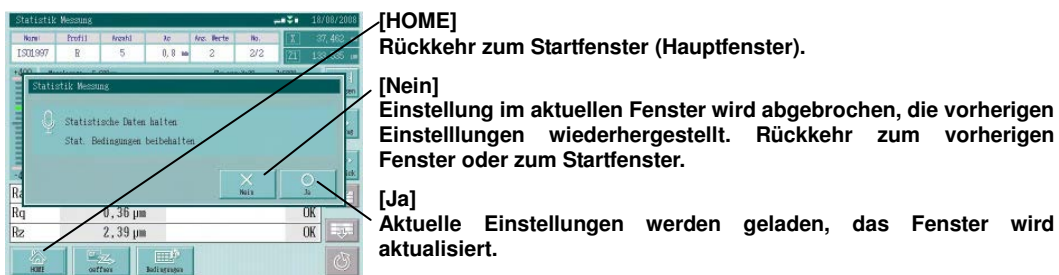 Statistik Messung
18/08/2008
Norm Profil Anzahl λc Anz. Werte No. X 37,462
ISO1997 R 5 0,8 mm 2 2/2 Z1
Statistik Messung
Statistische Daten halten
Stat. Bedingungen beibehalten
Nein Ja
Rq 0,36 µm OK
Rz 2,39 µm OK
HOME oeffnen Bedingungen
[HOME]
Rückkehr zum Startfenster (Hauptfenster).
[Nein]
Einstellung im aktuellen Fenster wird abgebrochen, die vorherigen
Einstelllungen wiederhergestellt. Rückkehr zum vorherigen
Fenster oder zum Startfenster.
[Ja]
Aktuelle Einstellungen werden geladen, das Fenster wird
aktualisiert.